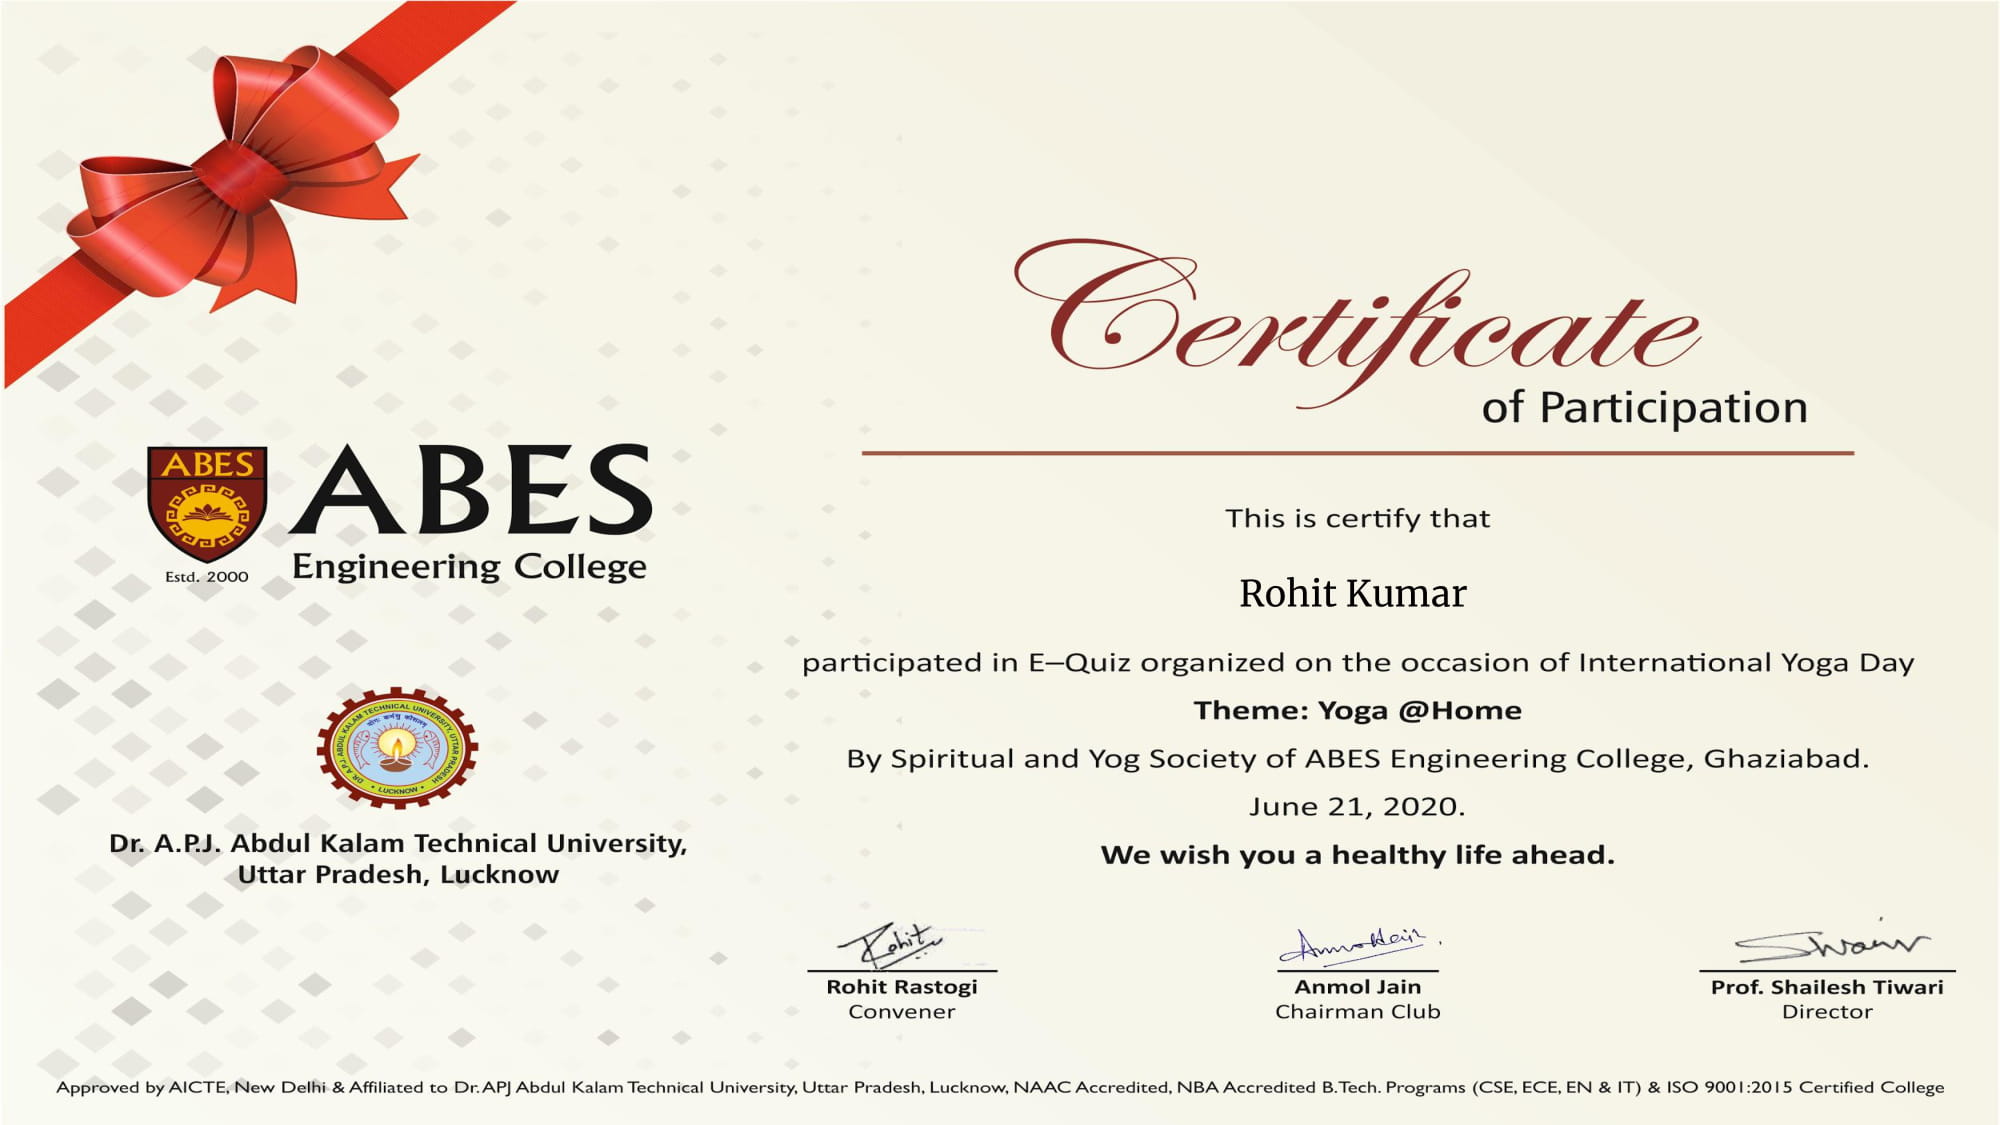 Certificate
of Participation
ABES
ABES
Engineering College
Estd. 2000
This is certify that
Rohit Kumar
participated in E–Quiz organized on the occasion of International Yoga Day
Theme: Yoga @Home
By Spiritual and Yog Society of ABES Engineering College, Ghaziabad.
June 21, 2020.
We wish you a healthy life ahead.
DR. A.P.J. ABDUL KALAM TECHNICAL UNIVERSITY, UTTAR PRADESH
योगः कर्मसु कौशलम्
• LUCKNOW •
Dr. A.P.J. Abdul Kalam Technical University,
Uttar Pradesh, Lucknow
Rohit
Rohit Rastogi
Convener
Anmol Jain
Anmol Jain
Chairman Club
Prof. Shailesh Tiwari
Director
Approved by AICTE, New Delhi & Affiliated to Dr. APJ Abdul Kalam Technical University, Uttar Pradesh, Lucknow, NAAC Accredited, NBA Accredited B.Tech. Programs (CSE, ECE, EN & IT) & ISO 9001:2015 Certified College